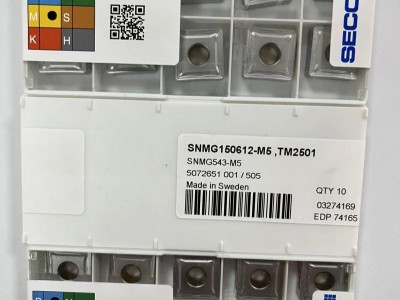 M S
K H
SECO
SNMG150612-M5 ,TM2501
SNMG543-M5
5072651 001 / 505
Made in Sweden
QTY 10
03274169
EDP 74165